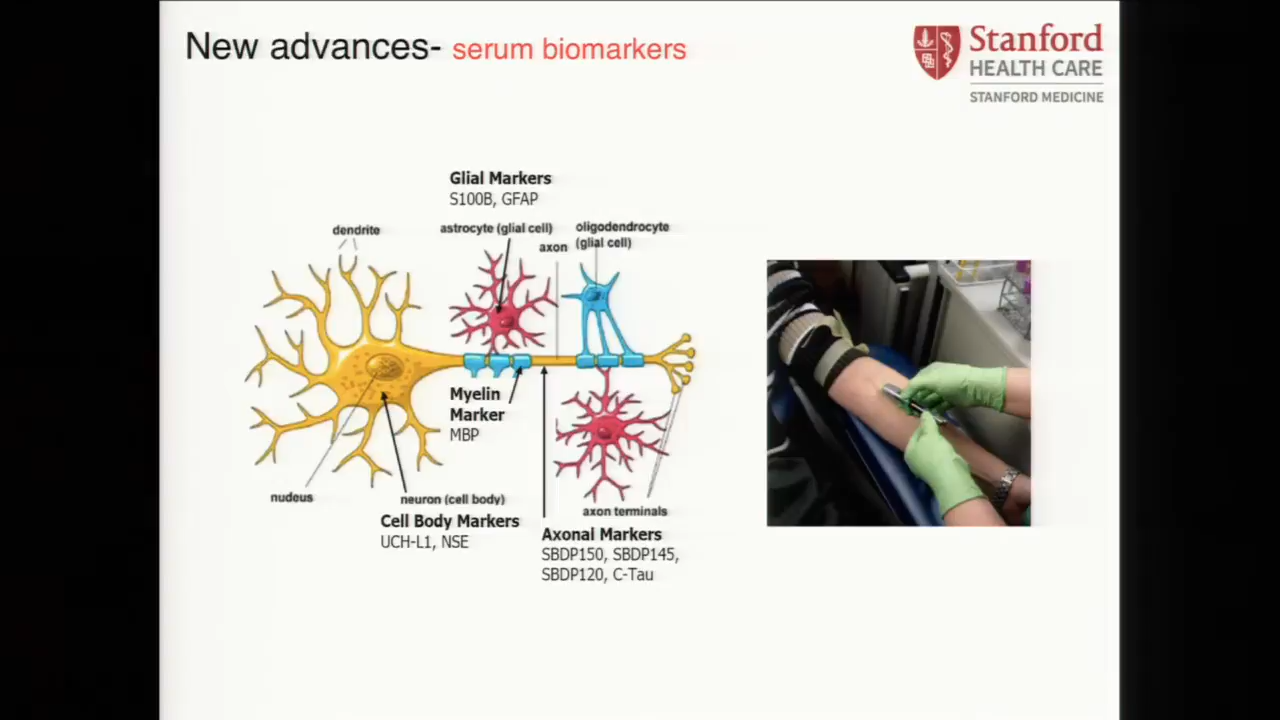 New advances- serum biomarkers
Stanford
HEALTH CARE
STANFORD MEDICINE
Glial Markers
S100B, GFAP
dendrite
astrocyte (glial cell)
oligodendrocyte
(glial cell)
axon
Myelin
Marker
MBP
nudeus
neuron (cell body)
Cell Body Markers
UCH-L1, NSE
axon terminals
Axonal Markers
SBDP150, SBDP145,
SBDP120, C-Tau